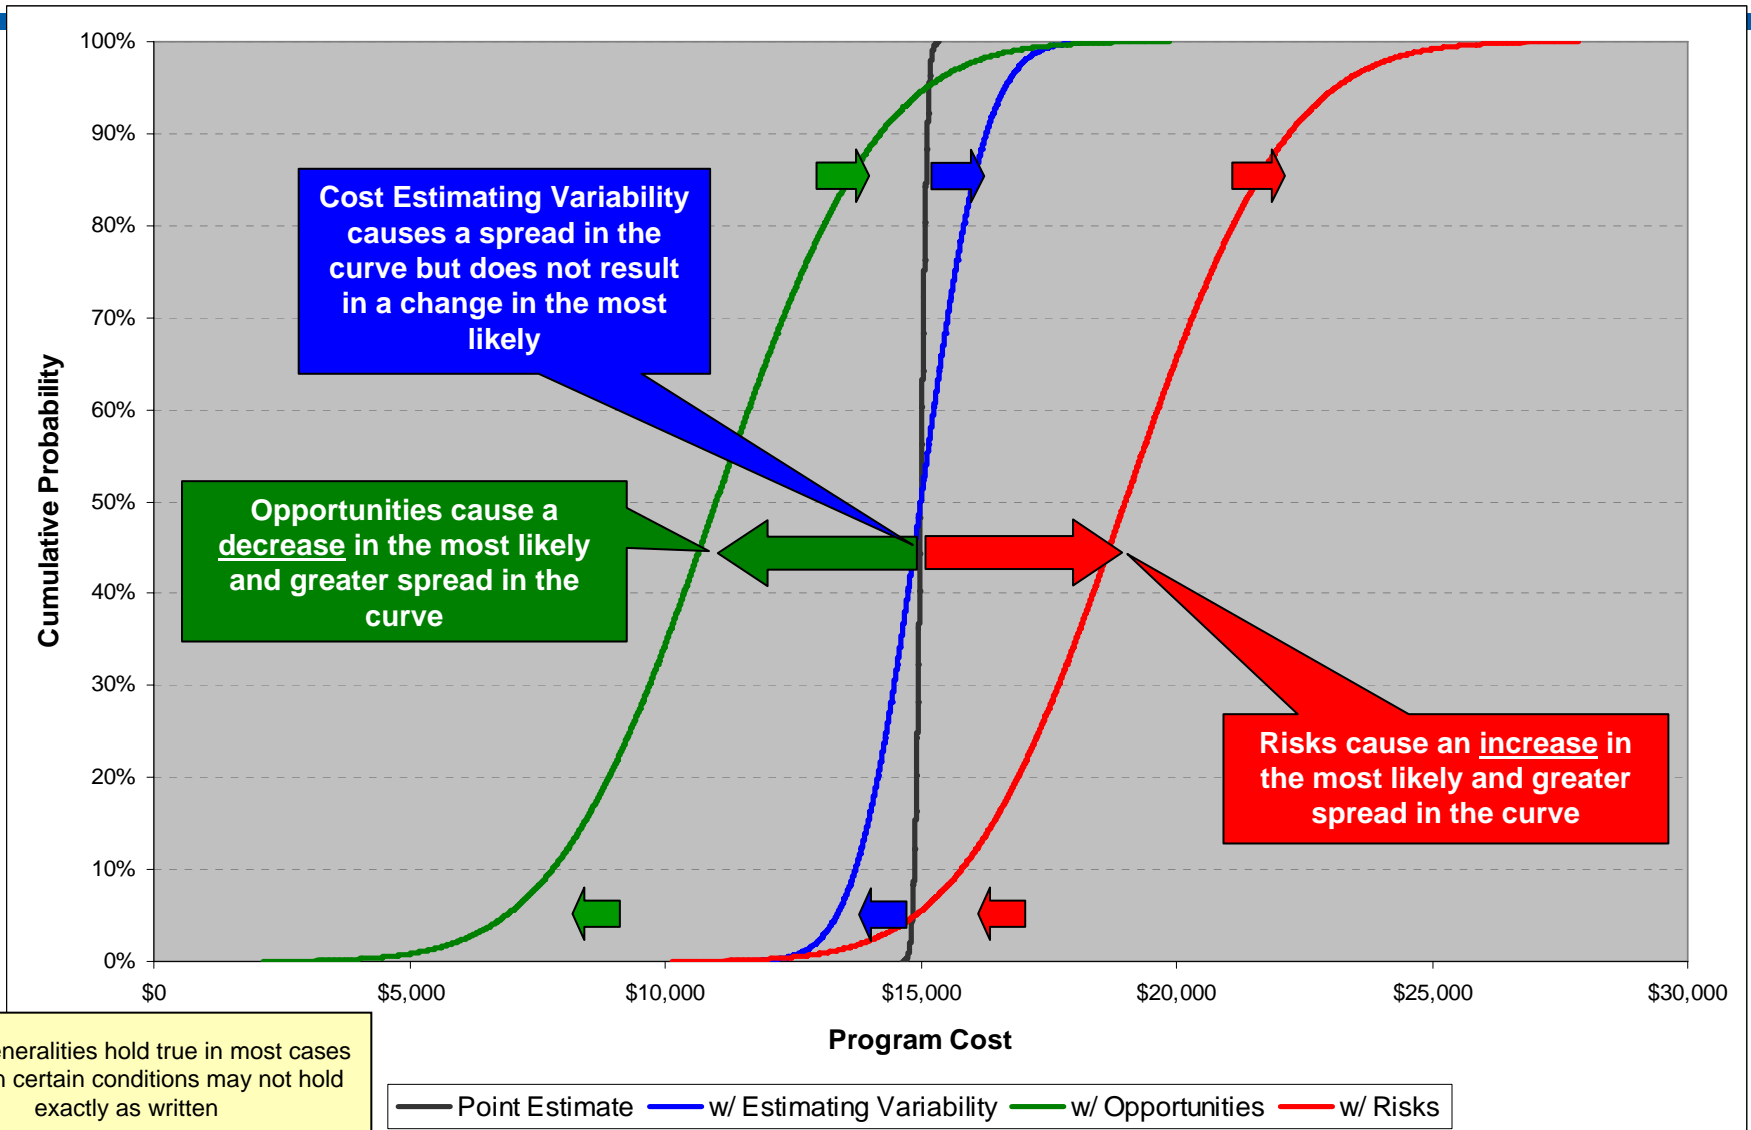 100%
90%
80%
70%
60%
50%
40%
30%
20%
10%
0%
Cumulative Probability
Cost Estimating Variability
causes a spread in the
curve but does not result
in a change in the most
likely
Opportunities cause a
decrease in the most likely
and greater spread in the
curve
Risks cause an increase in
the most likely and greater
spread in the curve
$0
$5,000
$10,000
$15,000
$20,000
$25,000
$30,000
Program Cost
hold true in most cases
certain conditions may not hold
exactly as written
Point Estimate
w/ Estimating Variability
w/ Opportunities
w/ Risks